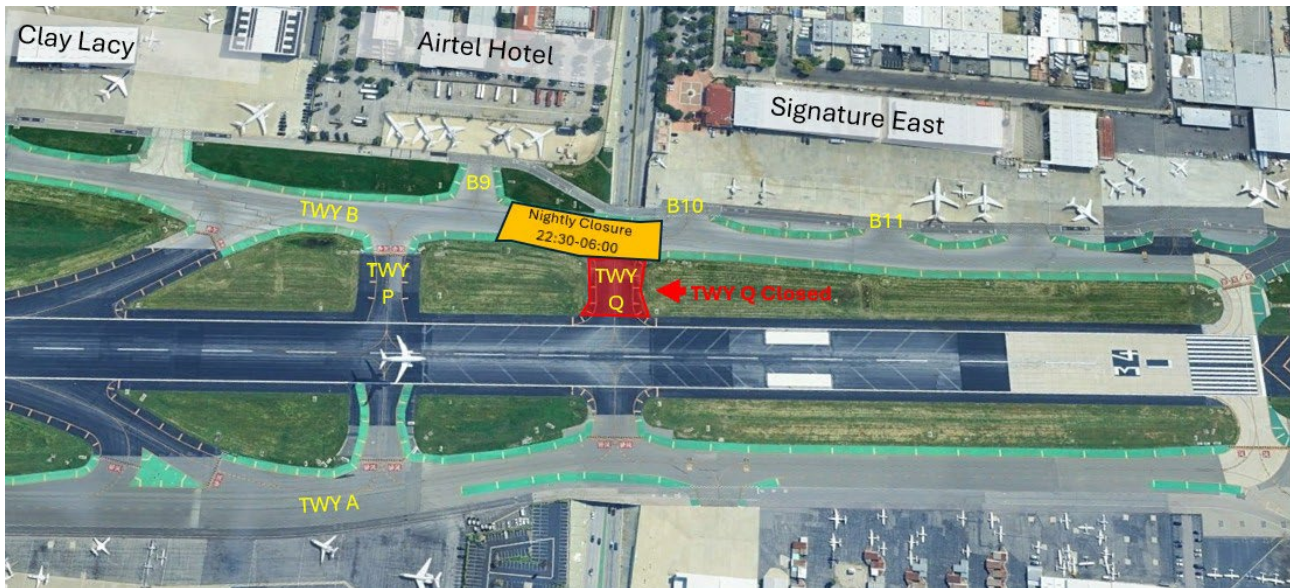 Clay Lacy
Airtel Hotel
Signature East
B9
B10
TWY B
B11
Nightly Closure
22:30-06:00
TWY
P
TWY
Q
TWY Q Closed
34
TWY A